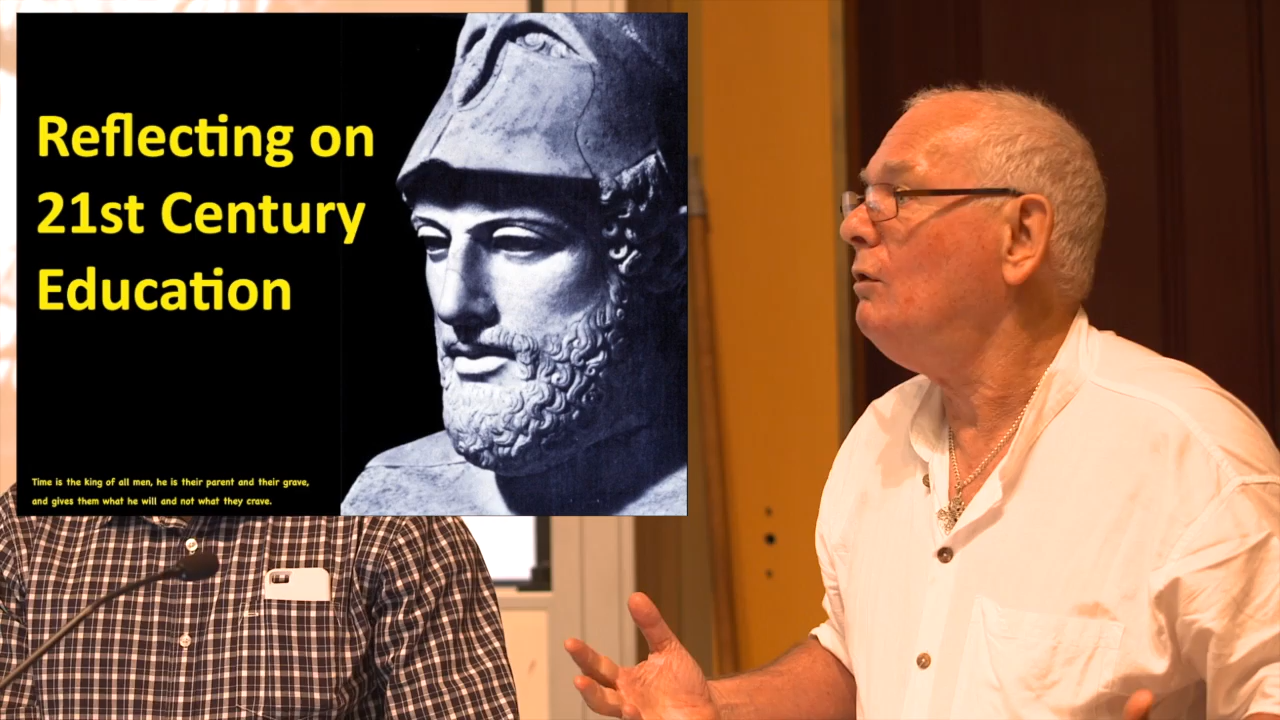 Reflecting on
21st Century
Education
Time is the king of all men, he is their parent and their grave,
and gives them what he will and not what they crave.